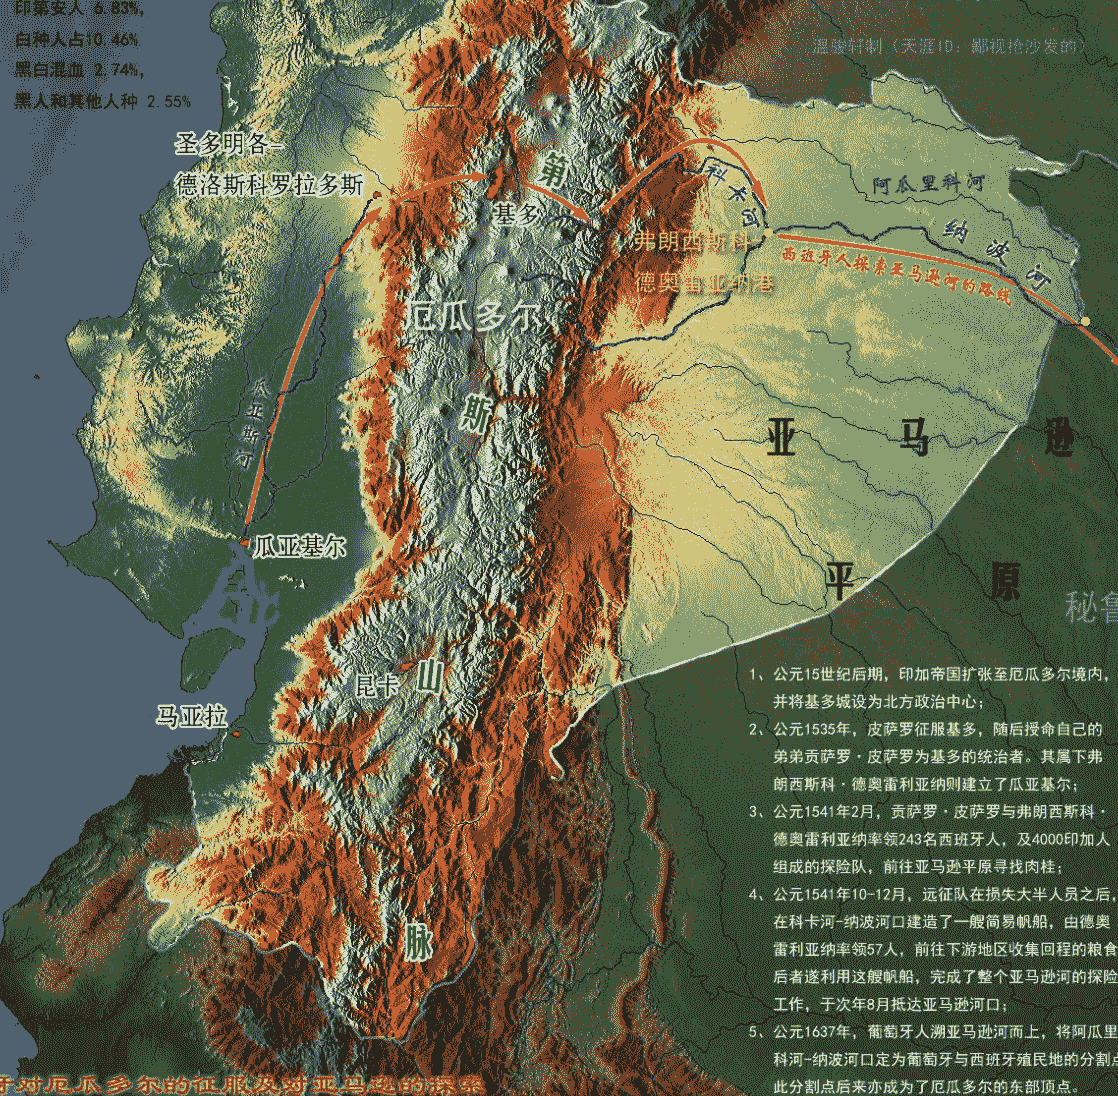 印第安人 6.83%,
白种人占10.46%
黑白混血 2.74%,
黑人和其他人种 2.55%
温骏轩制（天涯ID：鄙视抢沙发的）
圣多明各—
德洛斯科罗拉多斯
第
基多
科卡河
阿瓜里科河
弗朗西斯科—
德奥雷亚纳港
纳波河
西班牙人探索亚马逊河的路线
厄瓜多尔
斯
亚马逊
瓜亚斯河
瓜亚基尔
平原
秘鲁
昆卡
山
马亚拉
脉
1、公元15世纪后期，印加帝国扩张至厄瓜多尔境内，
并将基多城设为北方政治中心；
2、公元1535年，皮萨罗征服基多，随后授命自己的
弟弟贡萨罗·皮萨罗为基多的统治者。其属下弗
朗西斯科·德奥雷利亚纳则建立了瓜亚基尔；
3、公元1541年2月，贡萨罗·皮萨罗与弗朗西斯科·
德奥雷利亚纳率领243名西班牙人，及4000印加人
组成的探险队，前往亚马逊平原寻找肉桂；
4、公元1541年10-12月，远征队在损失大半人员之后，
在科卡河-纳波河口建造了一艘简易帆船，由德奥
雷利亚纳率领57人，前往下游地区收集回程的粮食
后者遂利用这艘帆船，完成了整个亚马逊河的探险
工作，于次年8月抵达亚马逊河口；
5、公元1637年，葡萄牙人溯亚马逊河而上，将阿瓜里
科河-纳波河口定为葡萄牙与西班牙殖民地的分割点
此分割点后来亦成为了厄瓜多尔的东部顶点。
牙对厄瓜多尔的征服及对亚马逊的探索